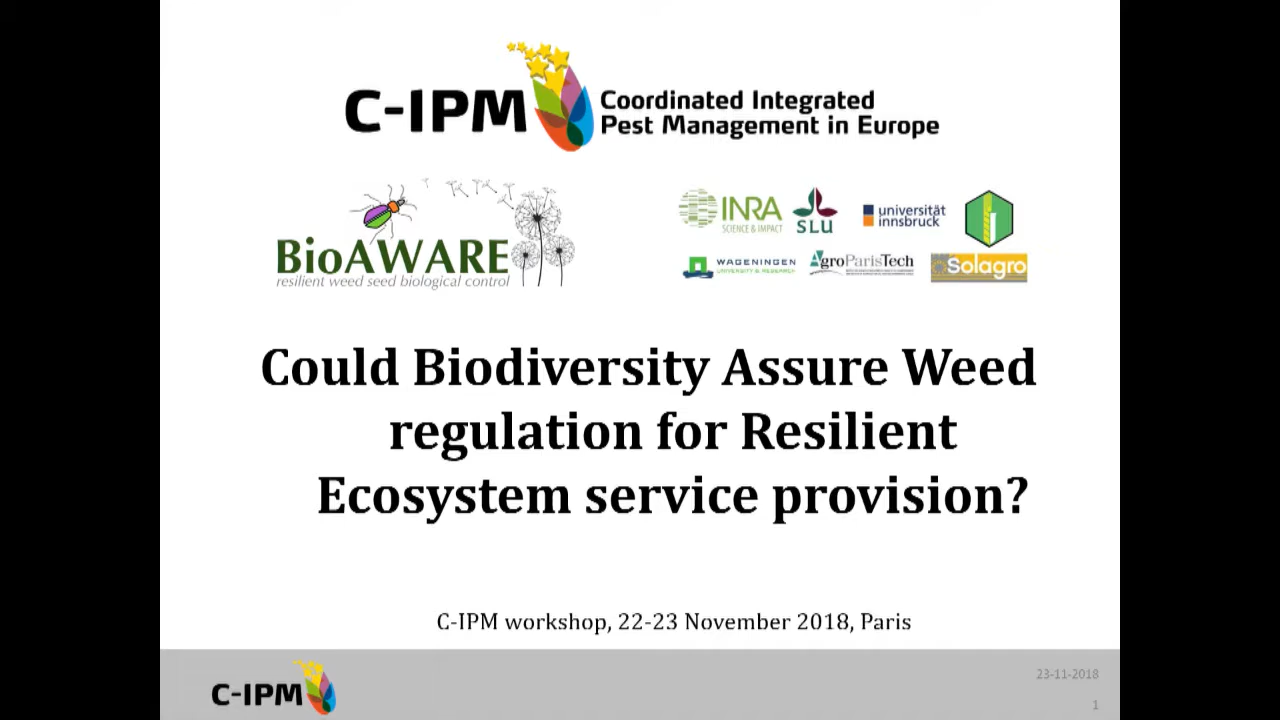 C-IPM
Coordinated Integrated
Pest Management in Europe
BioAWARE
resilient weed seed biological control
INRA
SCIENCE & IMPACT
SLU
universität
innsbruck
WAGENINGEN
UNIVERSITY & RESEARCH
AgroParisTech
Solagro
Could Biodiversity Assure Weed
regulation for Resilient
Ecosystem service provision?
C-IPM workshop, 22-23 November 2018, Paris
C-IPM
23-11-2018
1